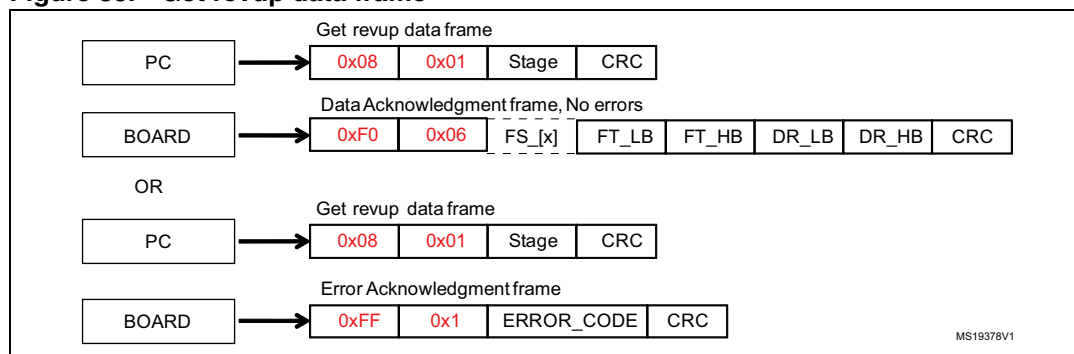 Get revup data frame
PC 0x08 0x01 Stage CRC
Data Acknowledgment frame, No errors
BOARD 0xF0 0x06 FS_[x] FT_LB FT_HB DR_LB DR_HB CRC
OR
Get revup data frame
PC 0x08 0x01 Stage CRC
Error Acknowledgment frame
BOARD 0xFF 0x1 ERROR_CODE CRC
MS19378V1